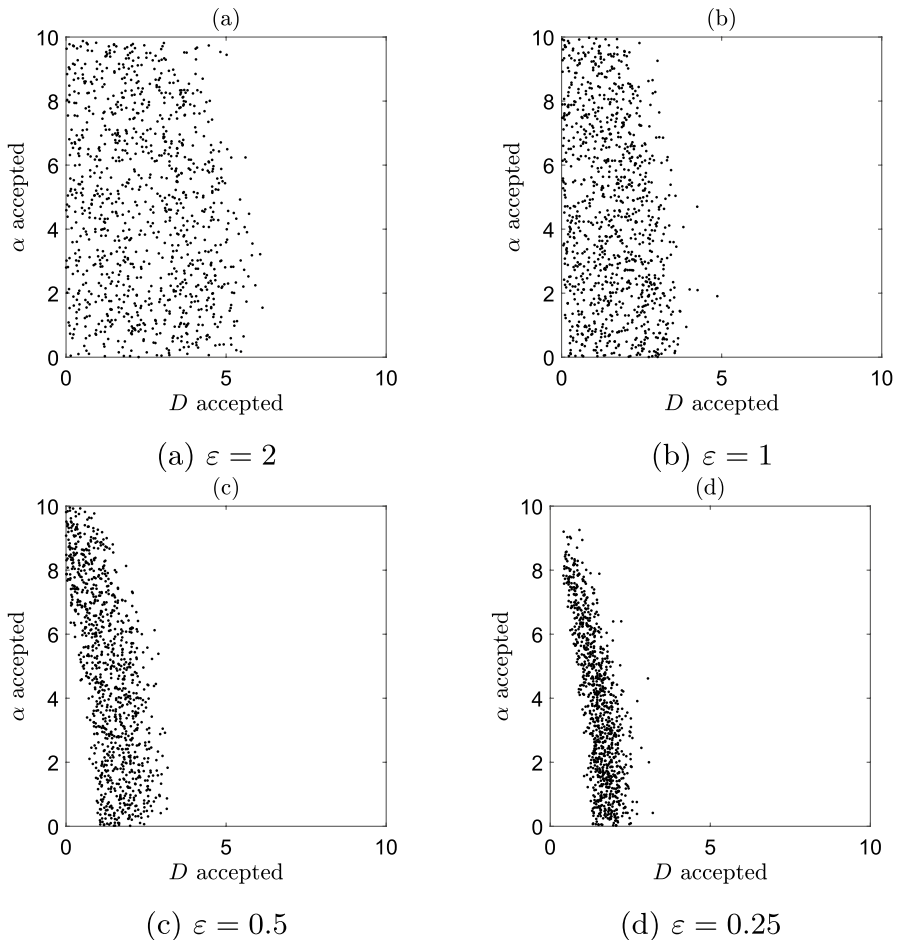 (a)
10
8
6
4
2
0
α accepted
0 5 10
D accepted
(a) ε = 2
(b)
10
8
6
4
2
0
α accepted
0 5 10
D accepted
(b) ε = 1
(c)
10
8
6
4
2
0
α accepted
0 5 10
D accepted
(c) ε = 0.5
(d)
10
8
6
4
2
0
α accepted
0 5 10
D accepted
(d) ε = 0.25